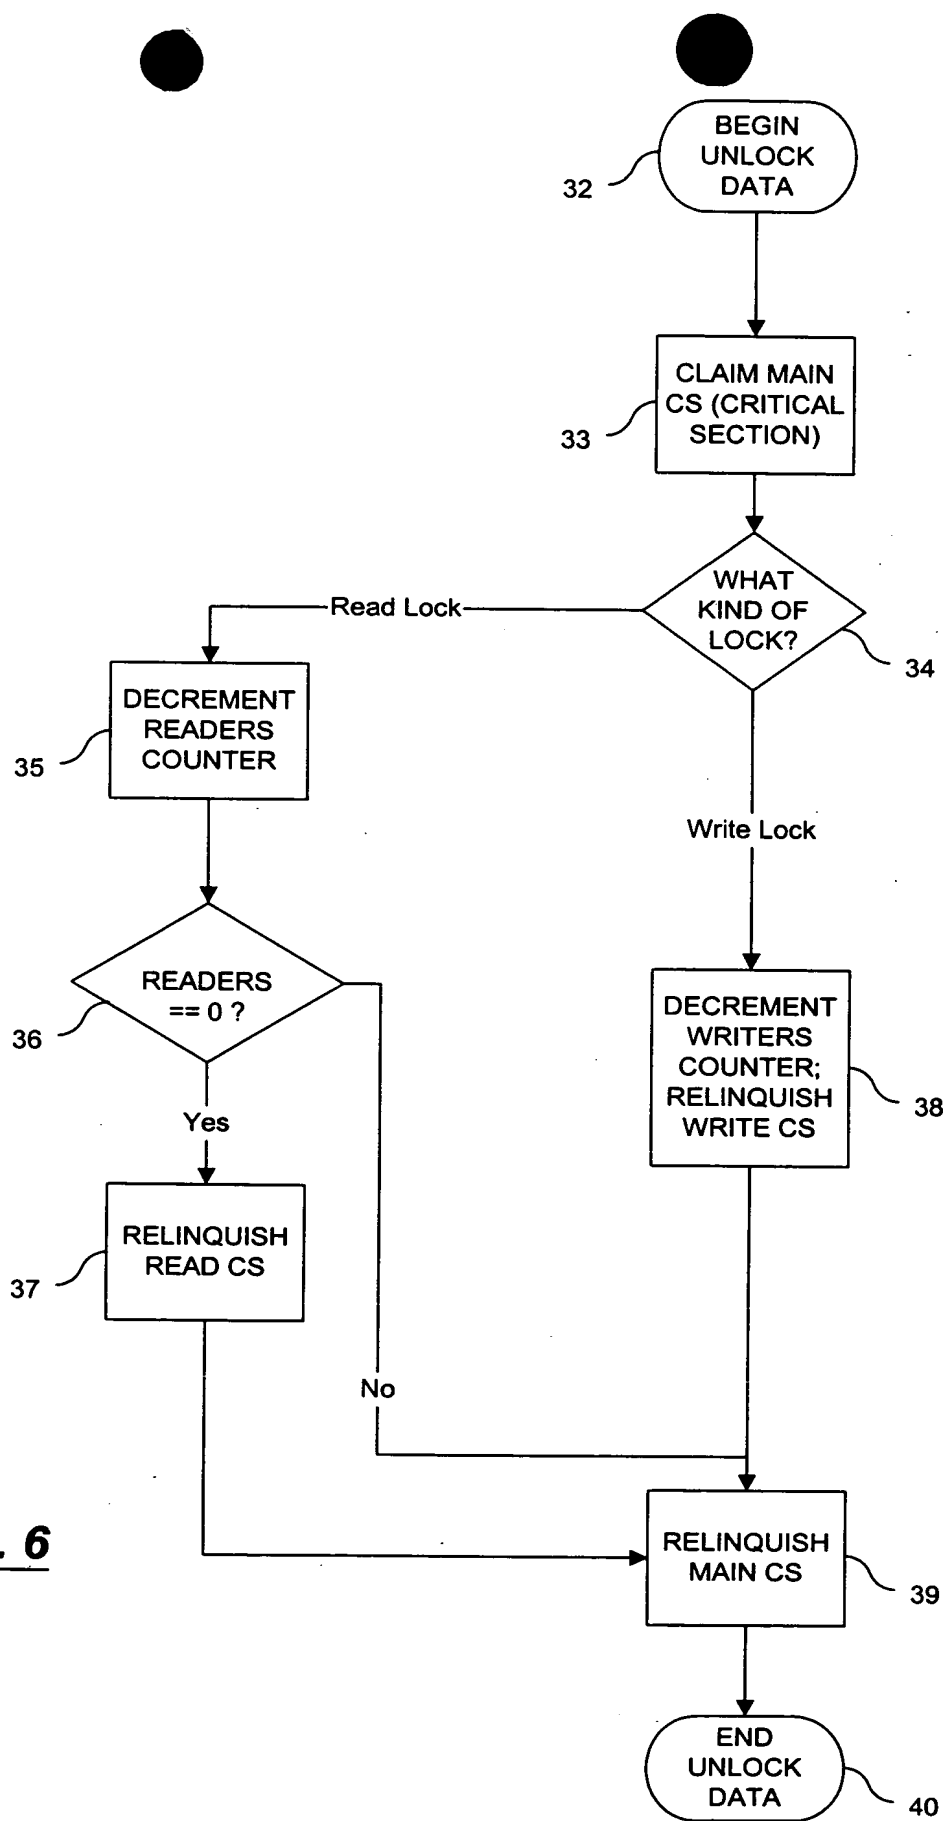 BEGIN
UNLOCK
DATA
32
CLAIM MAIN
CS (CRITICAL
SECTION)
33
WHAT
KIND OF
LOCK?
34
Read Lock
DECREMENT
READERS
COUNTER
35
Write Lock
READERS
== 0 ?
36
DECREMENT
WRITERS
COUNTER;
RELINQUISH
WRITE CS
38
Yes
RELINQUISH
READ CS
37
No
. 6
RELINQUISH
MAIN CS
39
END
UNLOCK
DATA
40